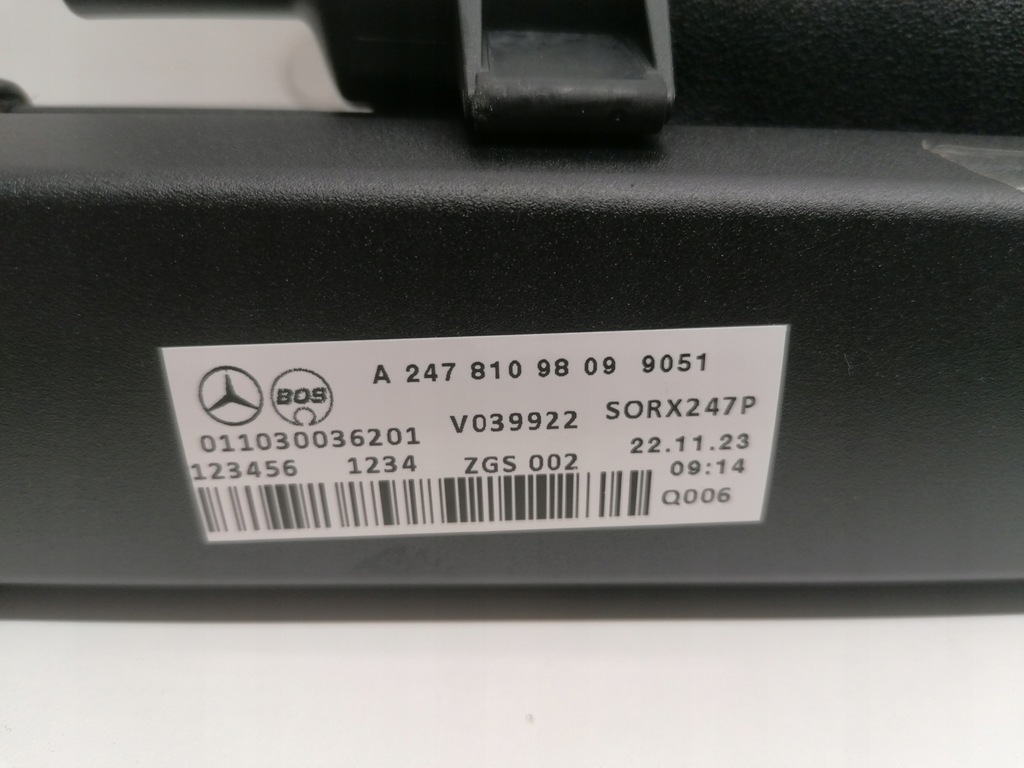 A 247 810 98 09 9051
BOS
V039922 SORX247P
011030036201 22.11.23
123456 1234 ZGS 002 09:14
Q006